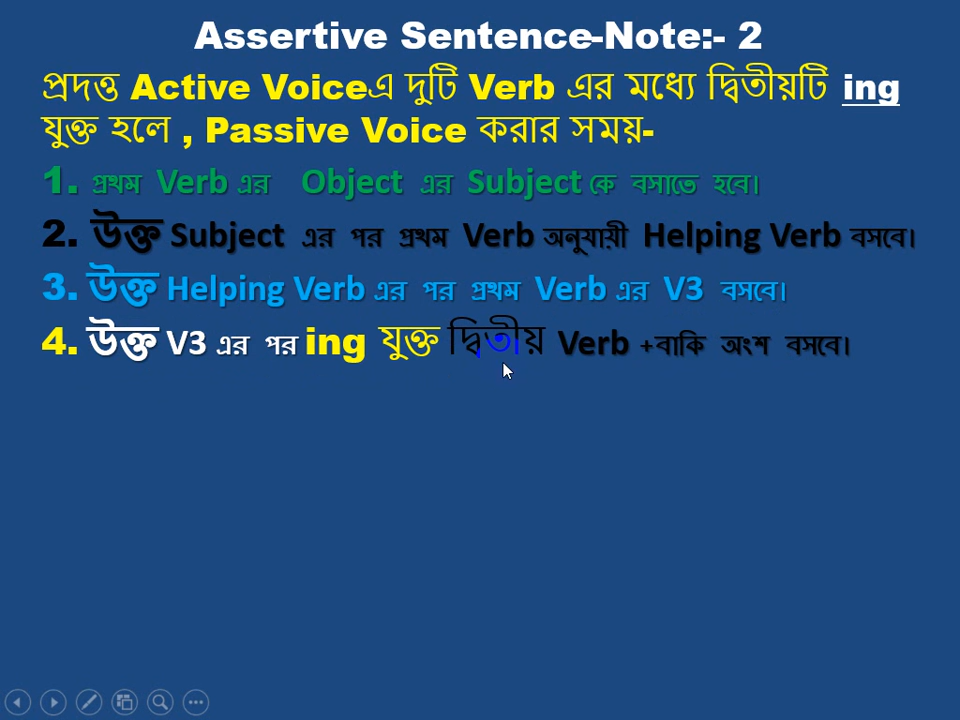 Assertive Sentence-Note:- 2
প্রদত্ত Active Voiceএ দুটি Verb এর মধ্যে দ্বিতীয়টি ing
যুক্ত হলে , Passive Voice করার সময়-
1. প্রথম Verb এর Object এর Subject কে বসাতে হবে।
2. উক্ত Subject এর পর প্রথম Verb অনুযায়ী Helping Verb বসবে।
3. উক্ত Helping Verb এর পর প্রথম Verb এর V3 বসবে।
4. উক্ত V3 এর পর ing যুক্ত দ্বিতীয় Verb +বাকি অংশ বসবে।